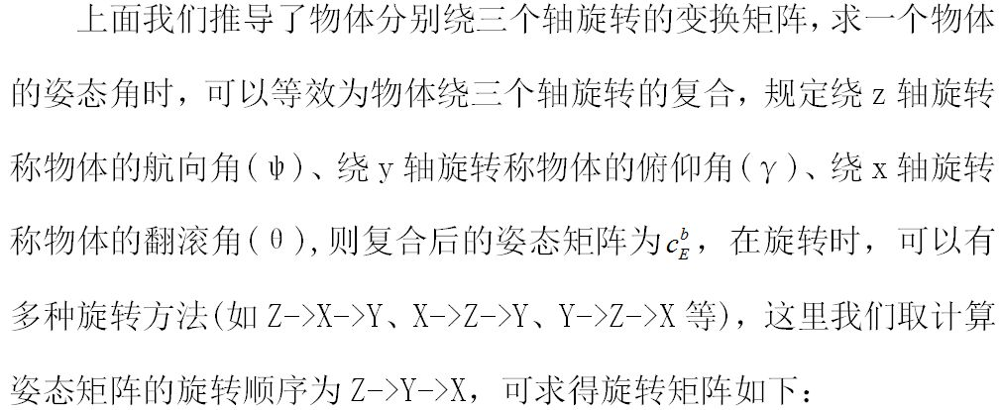 上面我们推导了物体分别绕三个轴旋转的变换矩阵,求一个物体
的姿态角时，可以等效为物体绕三个轴旋转的复合，规定绕 z 轴旋转
称物体的航向角(ψ)、绕 y 轴旋转称物体的俯仰角(γ)、绕 x 轴旋转
称物体的翻滚角(θ),则复合后的姿态矩阵为 $c_E^b$，在旋转时，可以有
多种旋转方法(如 Z->X->Y、X->Z->Y、Y->Z->X 等)，这里我们取计算
姿态矩阵的旋转顺序为 Z->Y->X，可求得旋转矩阵如下：